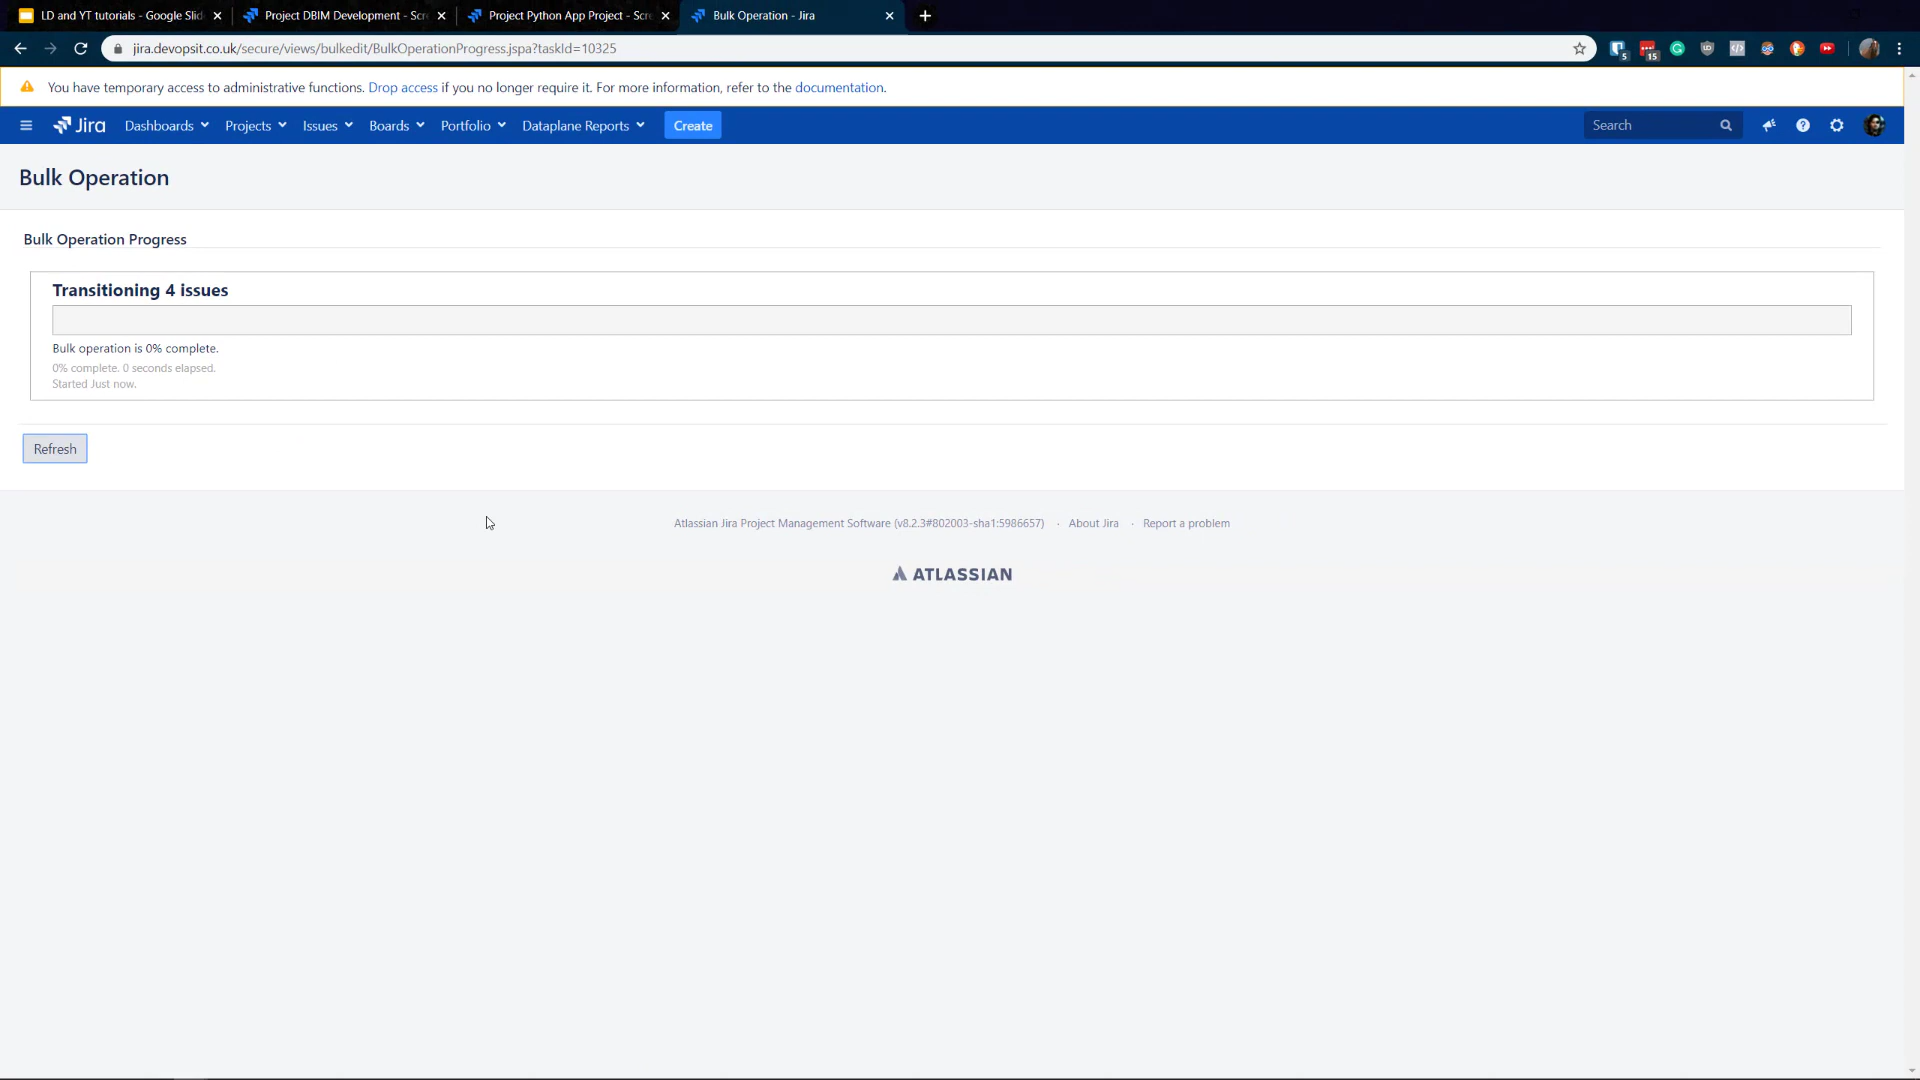 LD and YT tutorials - Google Slid
Project DBIM Development - Scr
Project Python App Project - Scr
Bulk Operation - Jira
jira.devopsit.co.uk/secure/views/bulkedit/BulkOperationProgress.jspa?taskId=10325
5
15
You have temporary access to administrative functions. Drop access if you no longer require it. For more information, refer to the documentation.
Jira
Dashboards
Projects
Issues
Boards
Portfolio
Dataplane Reports
Create
Search
Bulk Operation
Bulk Operation Progress
Transitioning 4 issues
Bulk operation is 0% complete.
0% complete. 0 seconds elapsed.
Started Just now.
Refresh
Atlassian Jira Project Management Software (v8.2.3#802003-sha1:5986657) · About Jira · Report a problem
ATLASSIAN